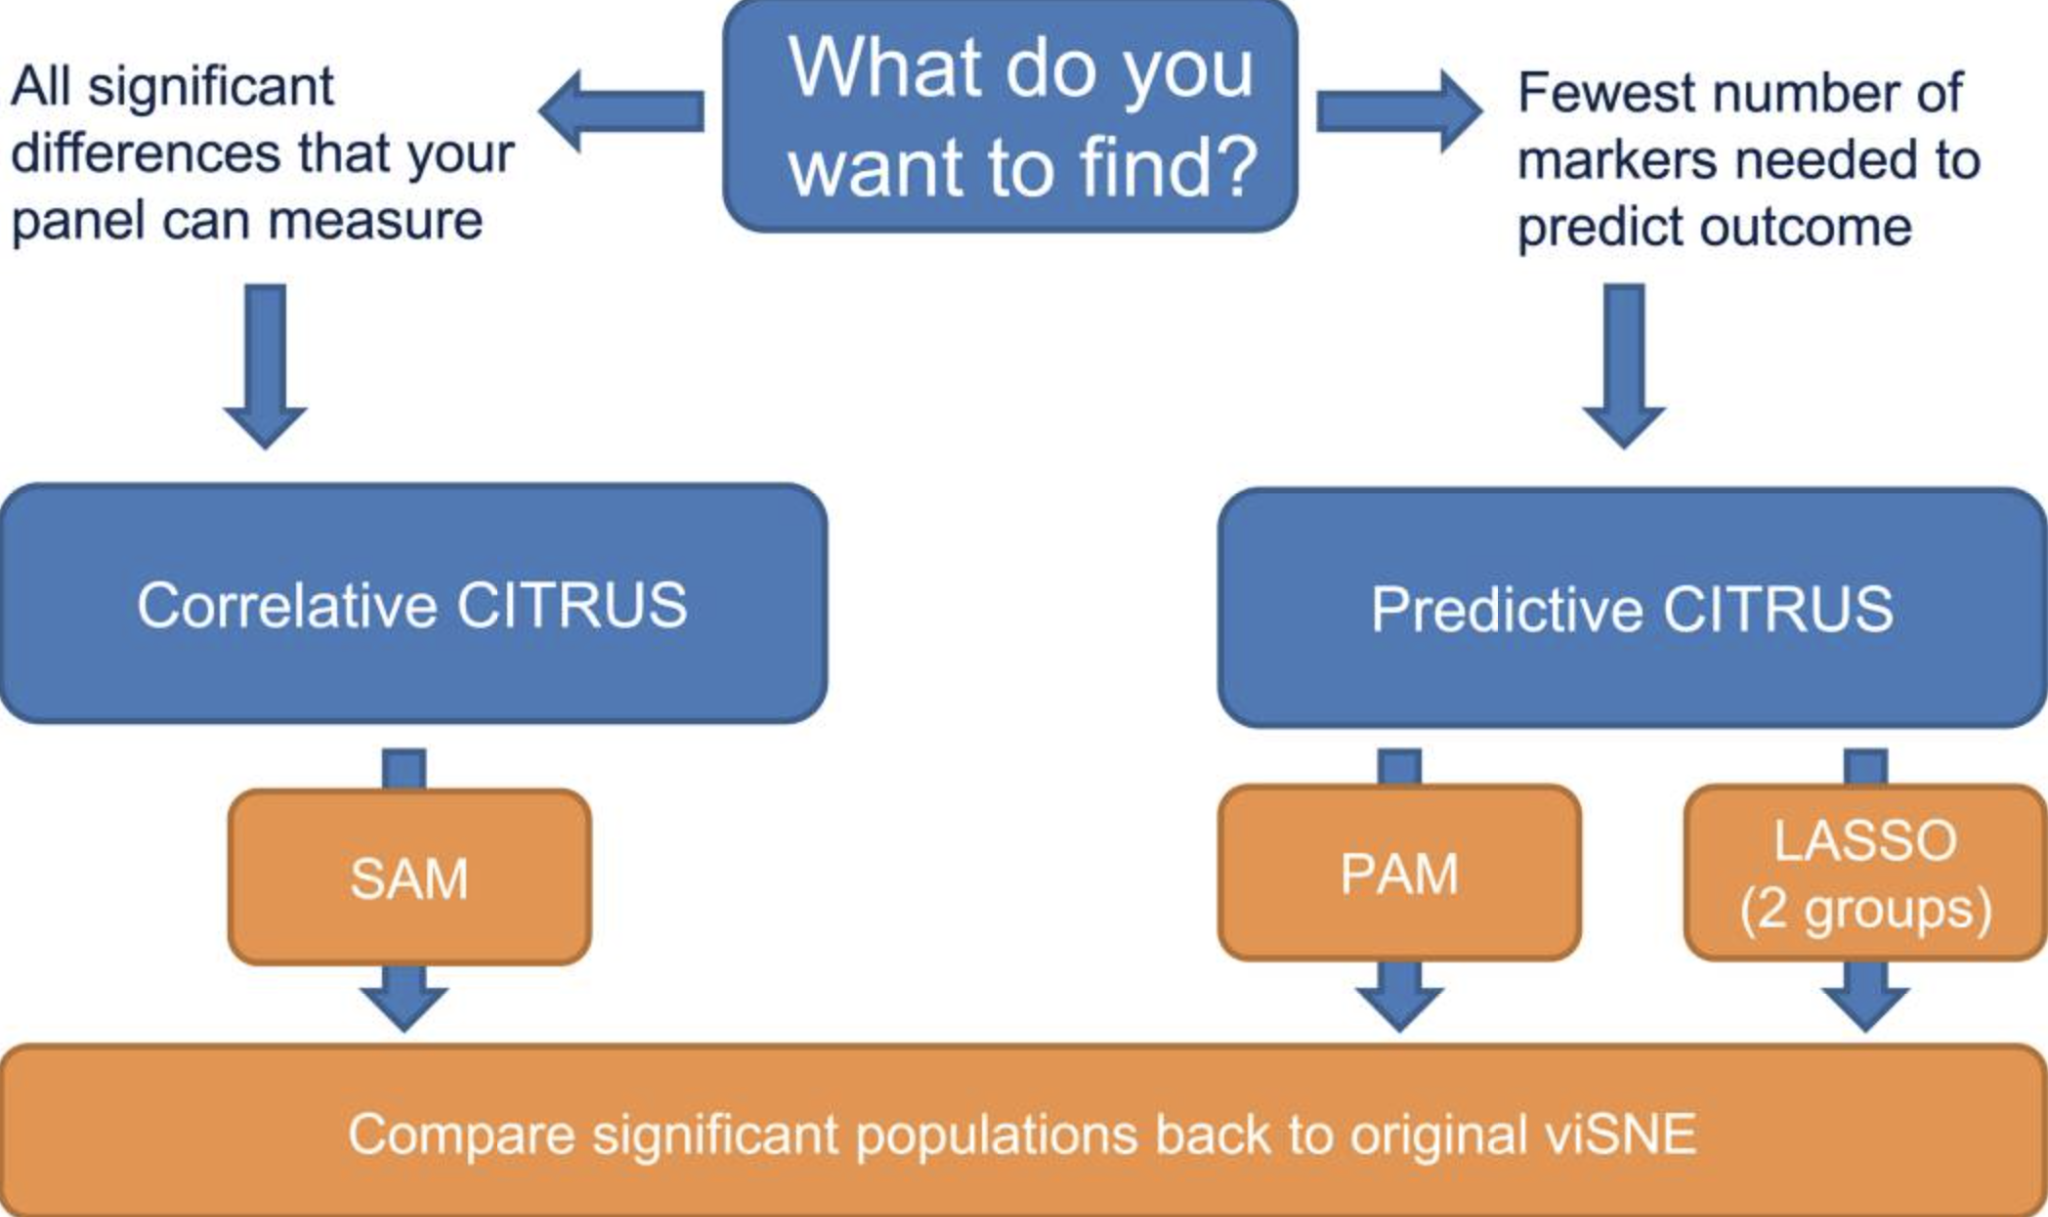 What do you
want to find?
All significant
differences that your
panel can measure
Fewest number of
markers needed to
predict outcome
Correlative CITRUS
Predictive CITRUS
SAM
PAM
LASSO
(2 groups)
Compare significant populations back to original viSNE